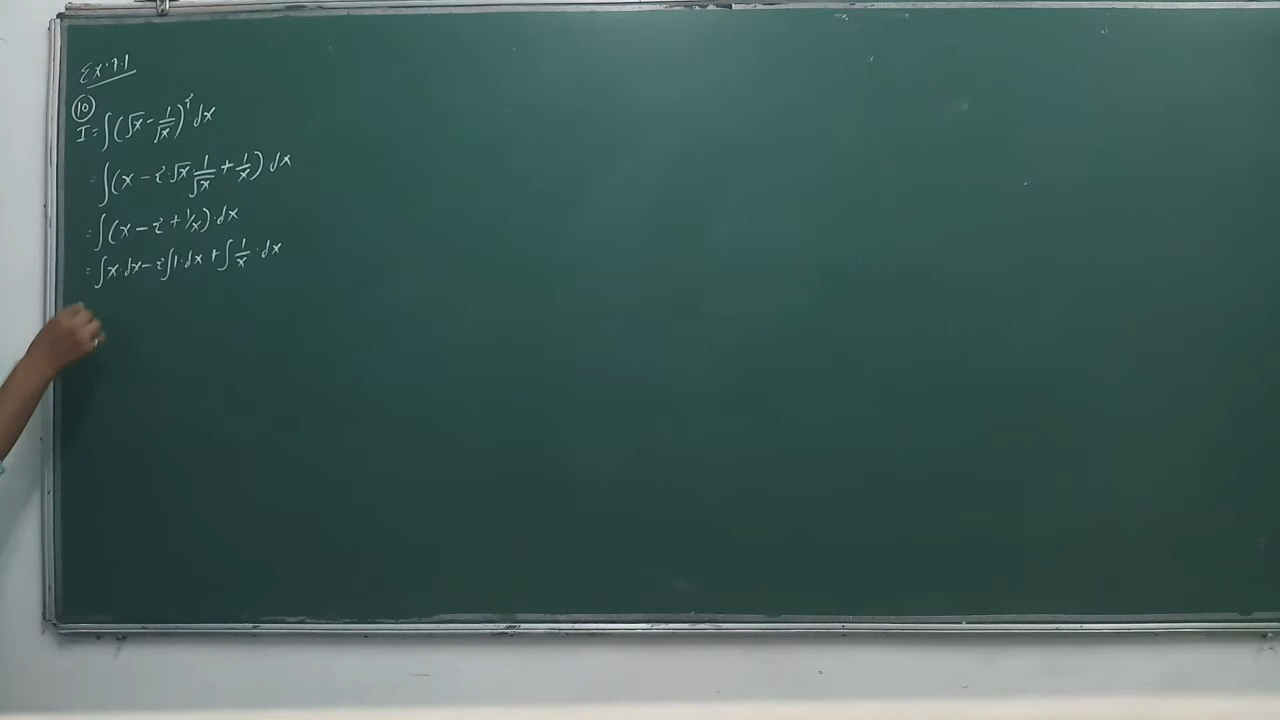 Ex.7.1
10
I = ∫(√x - 1/√x)² dx
= ∫(x - 2·√x 1/√x + 1/x) dx
= ∫(x - 2 + 1/x)·dx
= ∫x·dx - 2∫1·dx + ∫1/x·dx